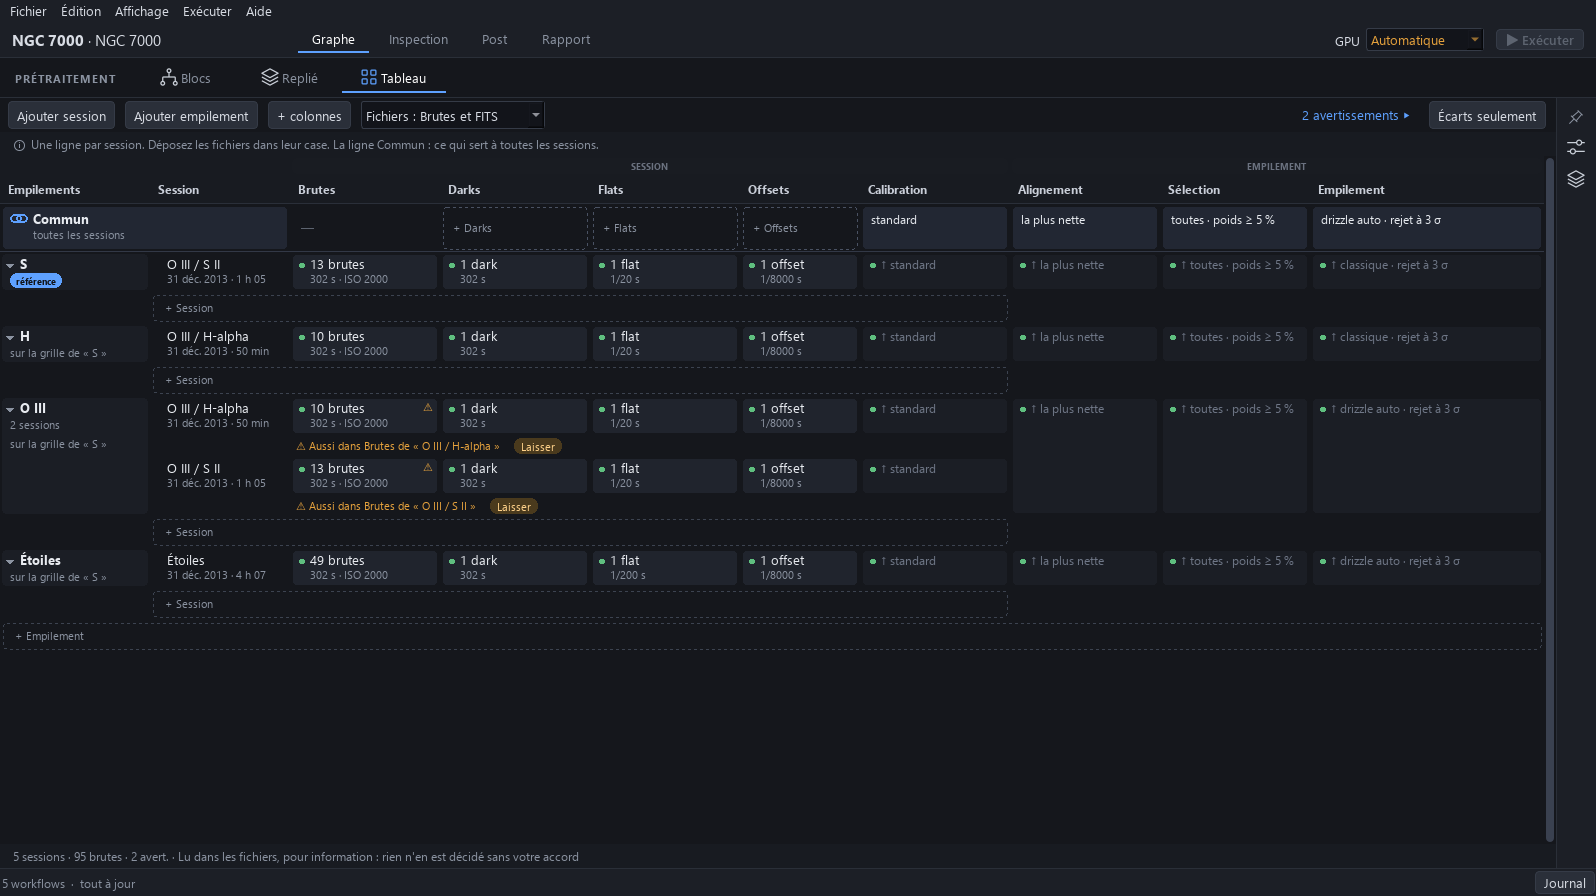 Fichier Édition Affichage Exécuter Aide
NGC 7000 · NGC 7000 Graphe Inspection Post Rapport GPU Automatique Exécuter
PRÉTRAITEMENT Blocs Replié Tableau
Ajouter session Ajouter empilement + colonnes Fichiers : Brutes et FITS 2 avertissements Écarts seulement
Une ligne par session. Déposez les fichiers dans leur case. La ligne Commun : ce qui sert à toutes les sessions.
SESSION EMPILEMENT
Empilements Session Brutes Darks Flats Offsets Calibration Alignement Sélection Empilement
Commun — + Darks + Flats + Offsets standard la plus nette toutes · poids ≥ 5 % drizzle auto · rejet à 3 σ
toutes les sessions
S O III / S II 13 brutes 1 dark 1 flat 1 offset ↑ standard ↑ la plus nette ↑ toutes · poids ≥ 5 % ↑ classique · rejet à 3 σ
référence 31 déc. 2013 · 1 h 05 302 s · ISO 2000 302 s 1/20 s 1/8000 s
+ Session
H O III / H-alpha 10 brutes 1 dark 1 flat 1 offset ↑ standard ↑ la plus nette ↑ toutes · poids ≥ 5 % ↑ classique · rejet à 3 σ
sur la grille de « S » 31 déc. 2013 · 50 min 302 s · ISO 2000 302 s 1/20 s 1/8000 s
+ Session
O III O III / H-alpha 10 brutes ⚠ 1 dark 1 flat 1 offset ↑ standard ↑ la plus nette ↑ toutes · poids ≥ 5 % ↑ drizzle auto · rejet à 3 σ
2 sessions 31 déc. 2013 · 50 min 302 s · ISO 2000 302 s 1/20 s 1/8000 s
sur la grille de « S » ⚠ Aussi dans Brutes de « O III / H-alpha » Laisser
O III / S II 13 brutes ⚠ 1 dark 1 flat 1 offset ↑ standard
31 déc. 2013 · 1 h 05 302 s · ISO 2000 302 s 1/20 s 1/8000 s
⚠ Aussi dans Brutes de « O III / S II » Laisser
+ Session
Étoiles Étoiles 49 brutes 1 dark 1 flat 1 offset ↑ standard ↑ la plus nette ↑ toutes · poids ≥ 5 % ↑ drizzle auto · rejet à 3 σ
sur la grille de « S » 31 déc. 2013 · 4 h 07 302 s · ISO 2000 302 s 1/200 s 1/8000 s
+ Session
+ Empilement
5 sessions · 95 brutes · 2 avert. · Lu dans les fichiers, pour information : rien n'en est décidé sans votre accord
5 workflows · tout à jour Journal